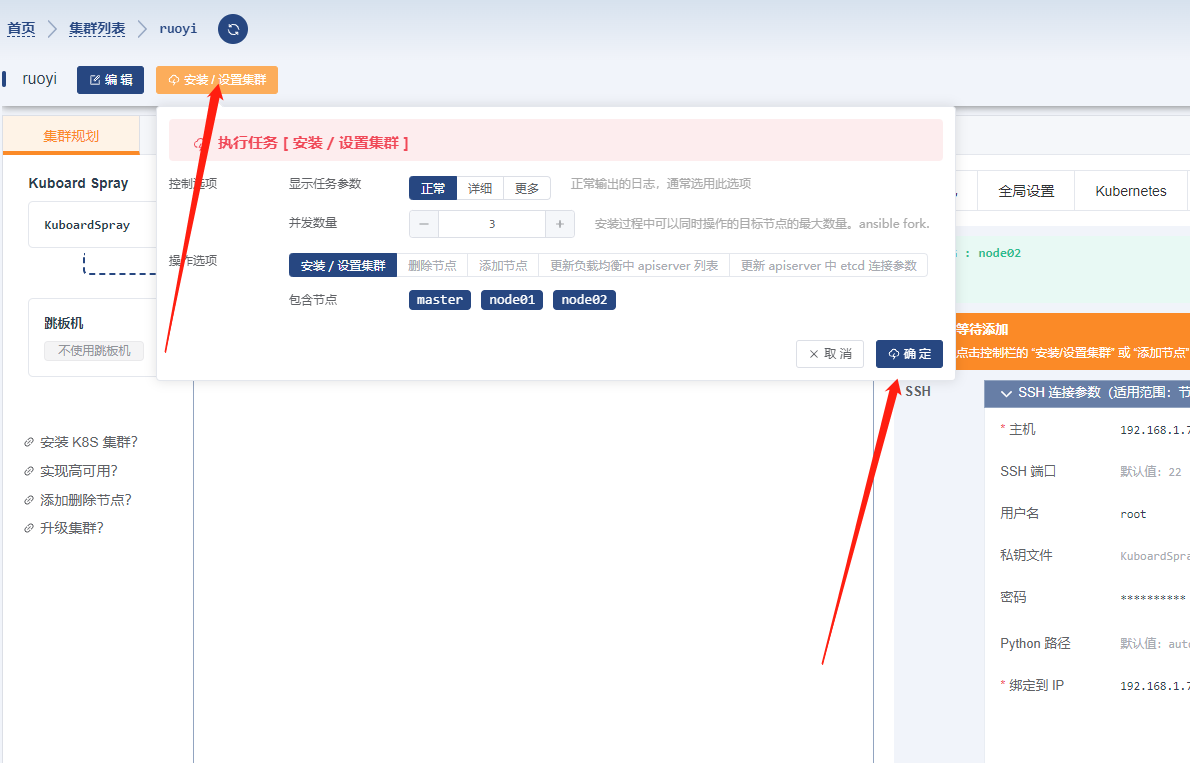 首页 集群列表 ruoyi
ruoyi 编 辑 安装 / 设置集群
集群规划
执行任务 [ 安装 / 设置集群 ]
控制选项 显示任务参数 正常 详细 更多 正常输出的日志，通常选用此选项
并发数量 3 安装过程中可以同时操作的目标节点的最大数量。ansible fork.
操作选项 安装 / 设置集群 删除节点 添加节点 更新负载均衡中 apiserver 列表 更新 apiserver 中 etcd 连接参数
包含节点 master node01 node02
取 消 确 定
Kuboard Spray
KuboardSpray
跳板机
不使用跳板机
安装 K8S 集群?
实现高可用?
添加删除节点?
升级集群?
全局设置 Kubernetes
: node02
等待添加
点击控制栏的 “安装/设置集群” 或 “添加节点”
SSH
SSH 连接参数（适用范围：节
* 主机 192.168.1.7
SSH 端口 默认值: 22
用户名 root
私钥文件 KuboardSpra
密码 **********
Python 路径 默认值: auto
* 绑定到 IP 192.168.1.7